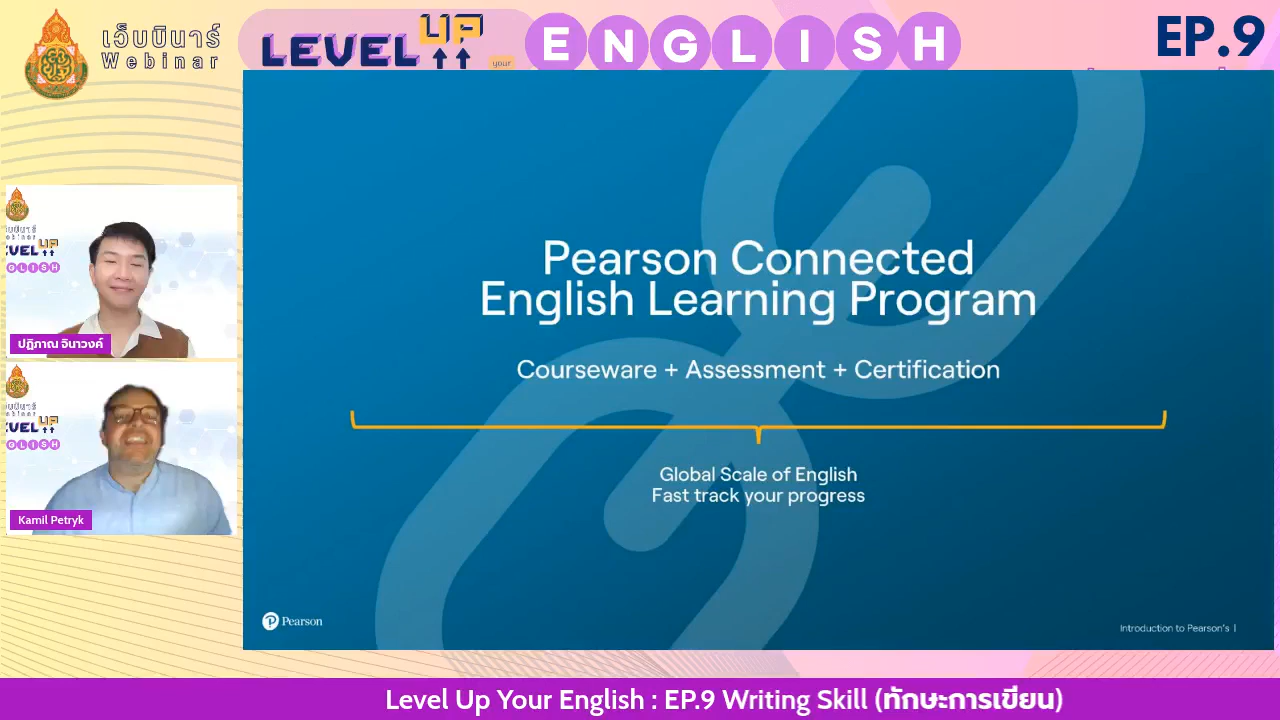 เว็บบินาร์
Webinar
LEVEL UP
your
ENGLISH
EP.9
Pearson Connected
English Learning Program
Courseware + Assessment + Certification
Global Scale of English
Fast track your progress
Pearson
Introduction to Pearson's |
ปฏิภาณ จินาวงค์
Kamil Petryk
Level Up Your English : EP.9 Writing Skill (ทักษะการเขียน)